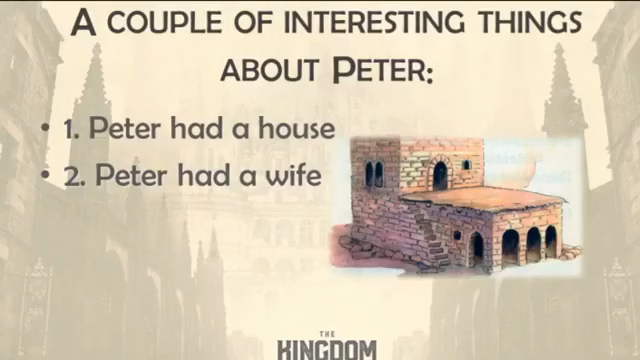 A COUPLE OF INTERESTING THINGS
ABOUT PETER:
• 1. Peter had a house
• 2. Peter had a wife
THE
KINGDOM